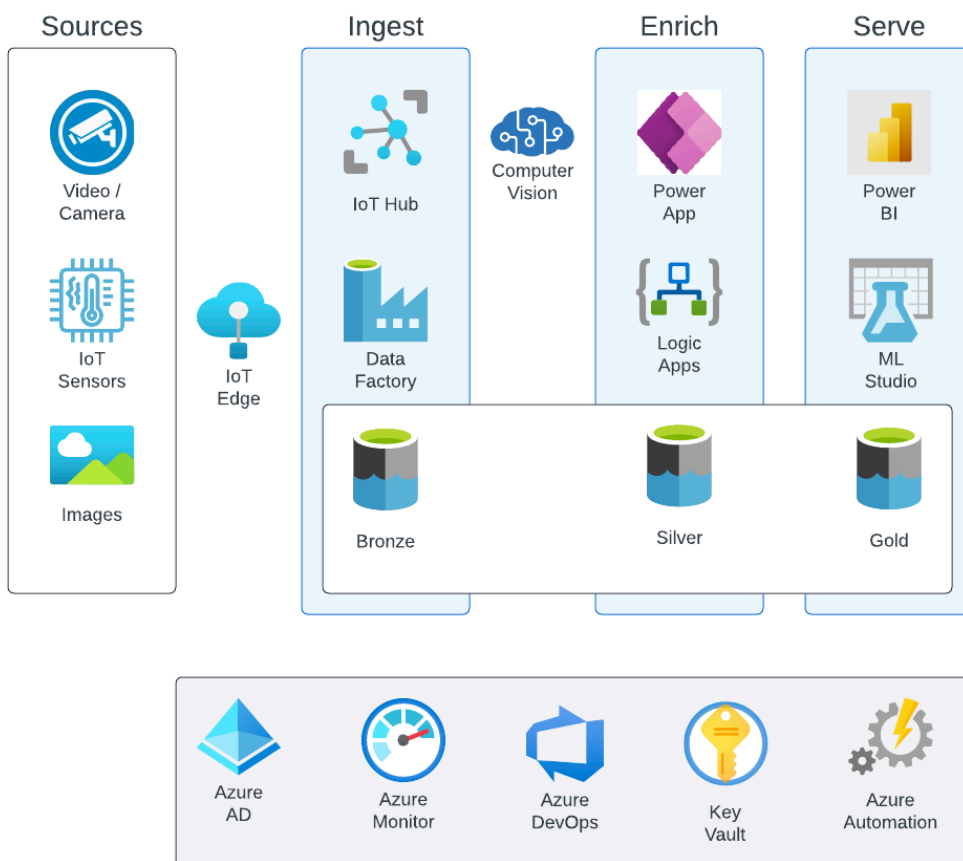 Sources
Ingest
Enrich
Serve
Video /
Camera
IoT Hub
Computer
Vision
Power
App
Power
BI
IoT
Sensors
IoT
Edge
Data
Factory
Logic
Apps
ML
Studio
Images
Bronze
Silver
Gold
Azure
AD
Azure
Monitor
Azure
DevOps
Key
Vault
Azure
Automation